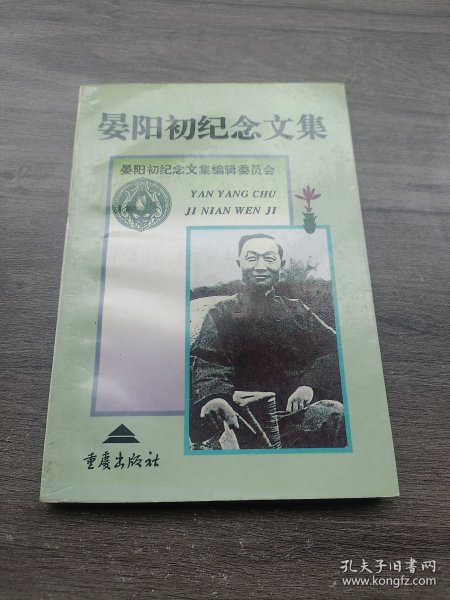 晏阳初纪念文集
晏阳初纪念文集编辑委员会
YAN YANG CHU
JI NIAN WEN JI
重庆出版社
孔夫子旧书网
www.kongfz.com